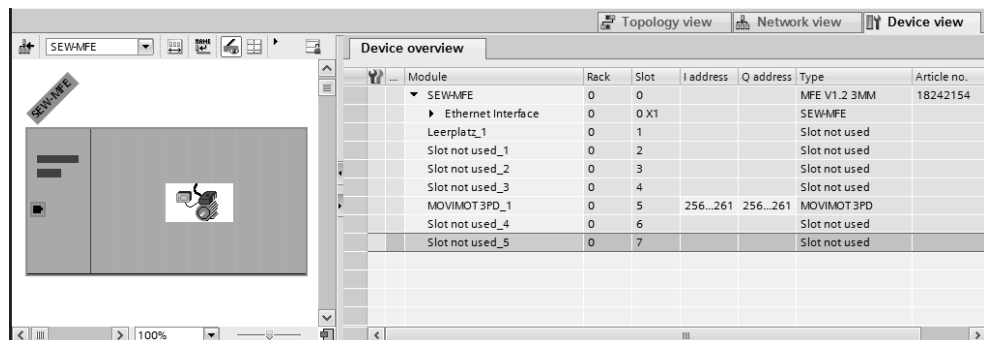 Topology view Network view Device view
SEW-MFE NAME Device overview
SEW-MFE
... Module Rack Slot I address Q address Type Article no.
SEW-MFE 0 0 MFE V1.2 3MM 18242154
Ethernet Interface 0 0 X1 SEW-MFE
Leerplatz_1 0 1 Slot not used
Slot not used_1 0 2 Slot not used
Slot not used_2 0 3 Slot not used
Slot not used_3 0 4 Slot not used
MOVIMOT 3PD_1 0 5 256...261 256...261 MOVIMOT 3PD
Slot not used_4 0 6 Slot not used
Slot not used_5 0 7 Slot not used
100%